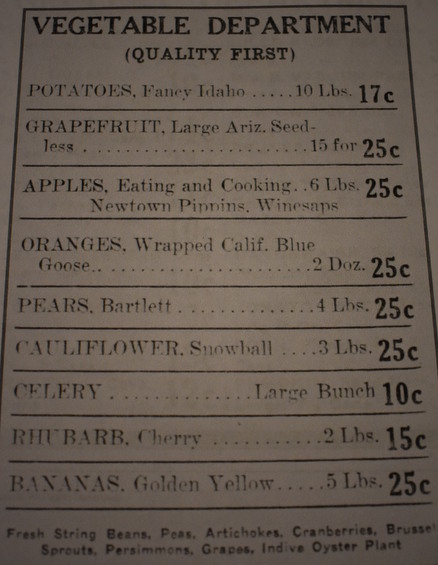 VEGETABLE DEPARTMENT
(QUALITY FIRST)
POTATOES, Fancy Idaho .....10 Lbs. 17c
GRAPEFRUIT, Large Ariz. Seed-
less ......................15 for 25c
APPLES, Eating and Cooking..6 Lbs. 25c
Newtown Pippins, Winesaps
ORANGES, Wrapped Calif. Blue
Goose.......................2 Doz. 25c
PEARS, Bartlett .............4 Lbs. 25c
CAULIFLOWER, Snowball ....3 Lbs. 25c
CELERY .............Large Bunch 10c
RHUBARB, Cherry ...........2 Lbs. 15c
BANANAS, Golden Yellow.....5 Lbs. 25c
Fresh String Beans, Peas, Artichokes, Cranberries, Brussel
Sprouts, Persimmons, Grapes, Indive Oyster Plant